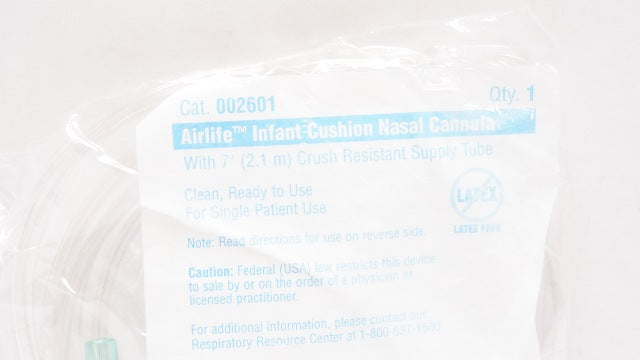 Cat. 002601
Qty. 1
Airlife™ Infant Cushion Nasal Cannula
With 7' (2.1 m) Crush Resistant Supply Tube
Clean, Ready to Use
For Single Patient Use
LATEX
LATEX FREE
Note: Read directions for use on reverse side.
Caution: Federal (USA) law restricts this device
to sale by or on the order of a physician or
licensed practitioner.
For additional information, please contact our
Respiratory Resource Center at 1-800-637-1500